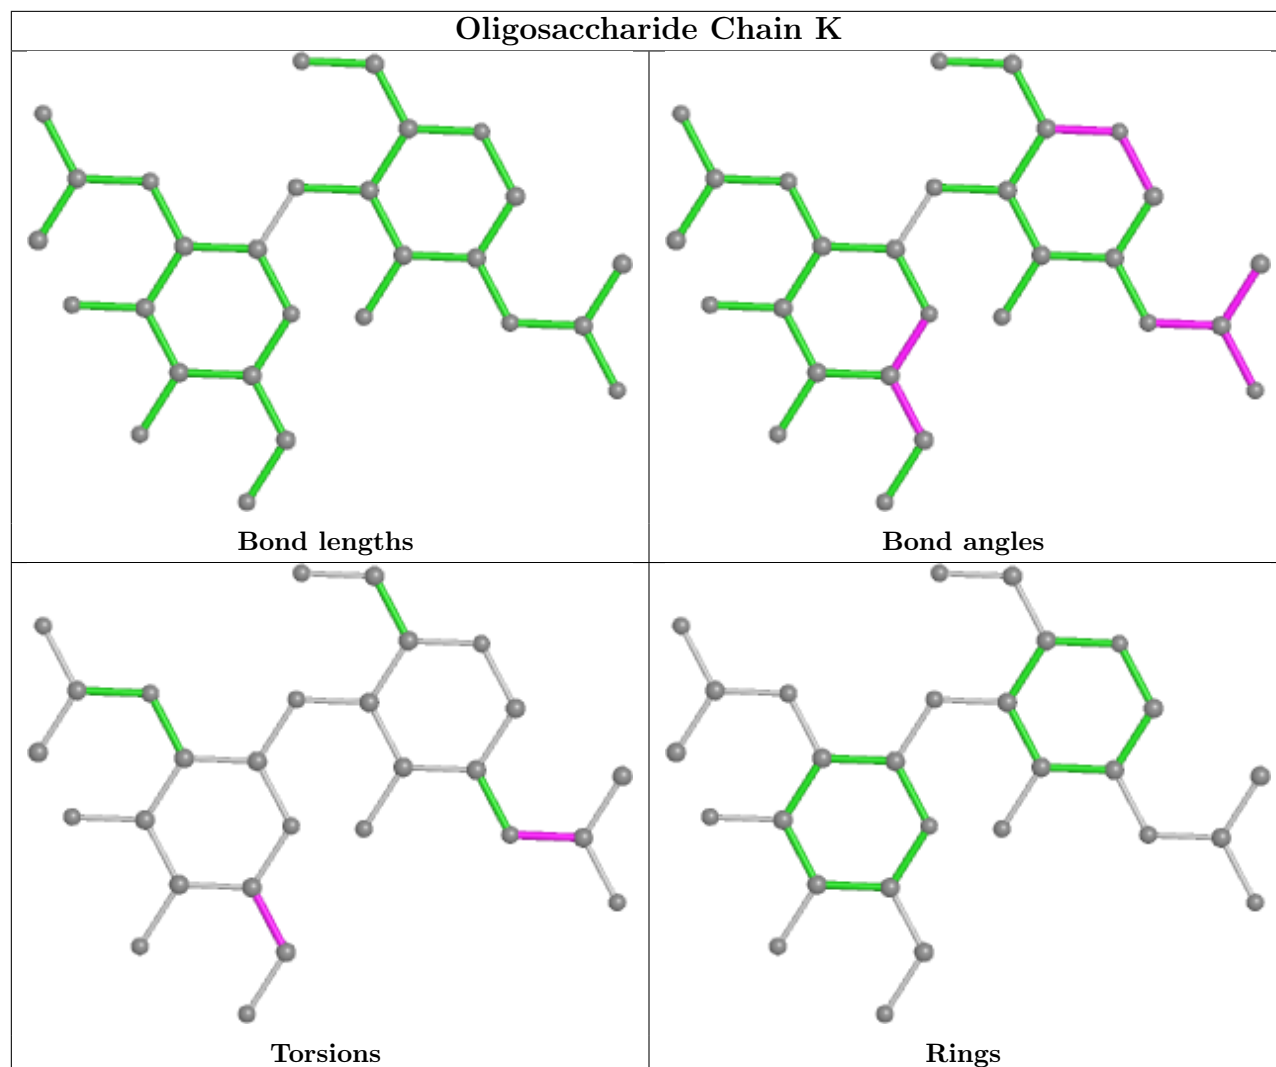 Oligosaccharide Chain K
Bond lengths
Bond angles
Torsions
Rings